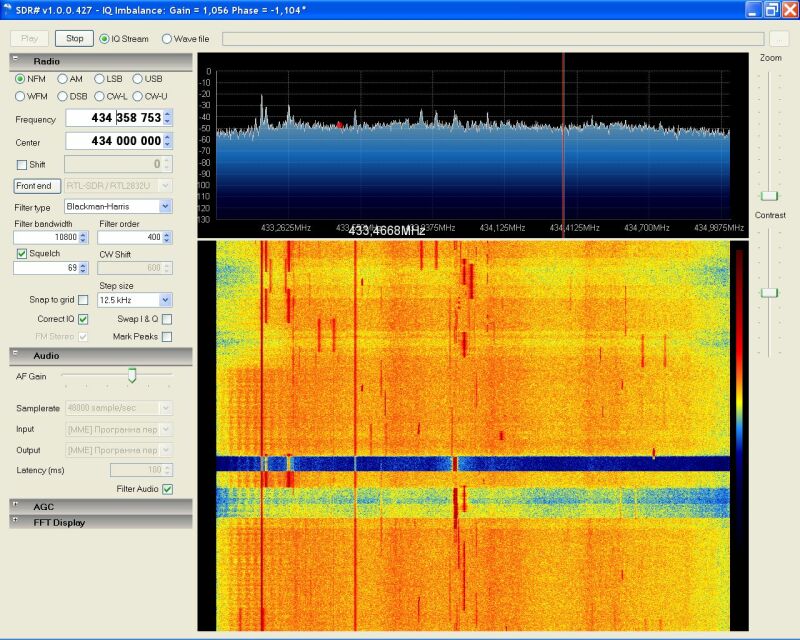 SDR# v1.0.0.427 - IQ Imbalance: Gain = 1,056 Phase = -1,104°
Play Stop IQ Stream Wave file ...
Radio
NFM AM LSB USB
WFM DSB CW-L CW-U
Frequency 434 358 753
Center 434 000 000
Shift 0
Front end RTL-SDR / RTL2832U
Filter type Blackman-Harris
Filter bandwidth Filter order
10800 400
Squelch CW Shift
69 600
Step size
Snap to grid 12.5 kHz
Correct IQ Swap I & Q
FM Stereo Mark Peaks
Audio
AF Gain
Samplerate 48000 sample/sec
Input [MME] Програмна пер
Output [MME] Програмна пер
Latency (ms) 100
Filter Audio
AGC
FFT Display
0
-10
-20
-30
-40
-50
-60
-70
-80
-90
-100
-110
-120
-130
433,2625MHz 434,125MHz 434,4125MHz 434,700MHz 434,9875MHz
433,4668MHz
Zoom
Contrast